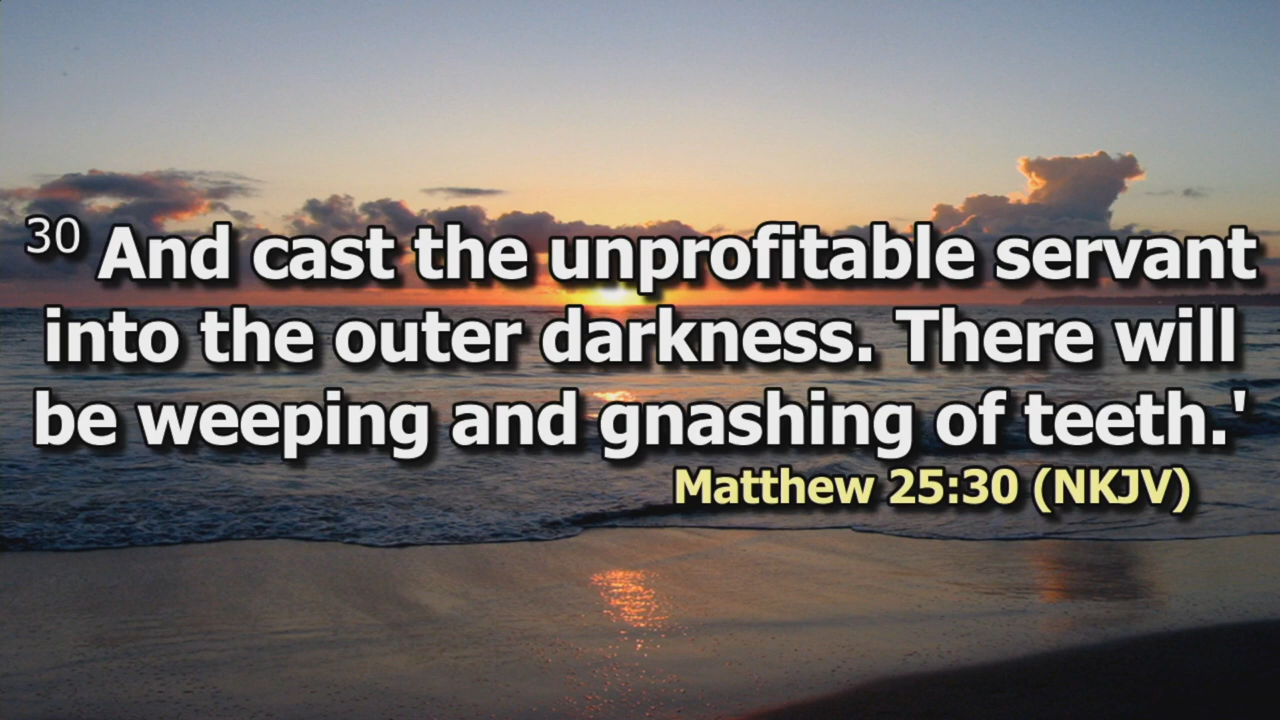 30 And cast the unprofitable servant
into the outer darkness. There will
be weeping and gnashing of teeth.'
Matthew 25:30 (NKJV)